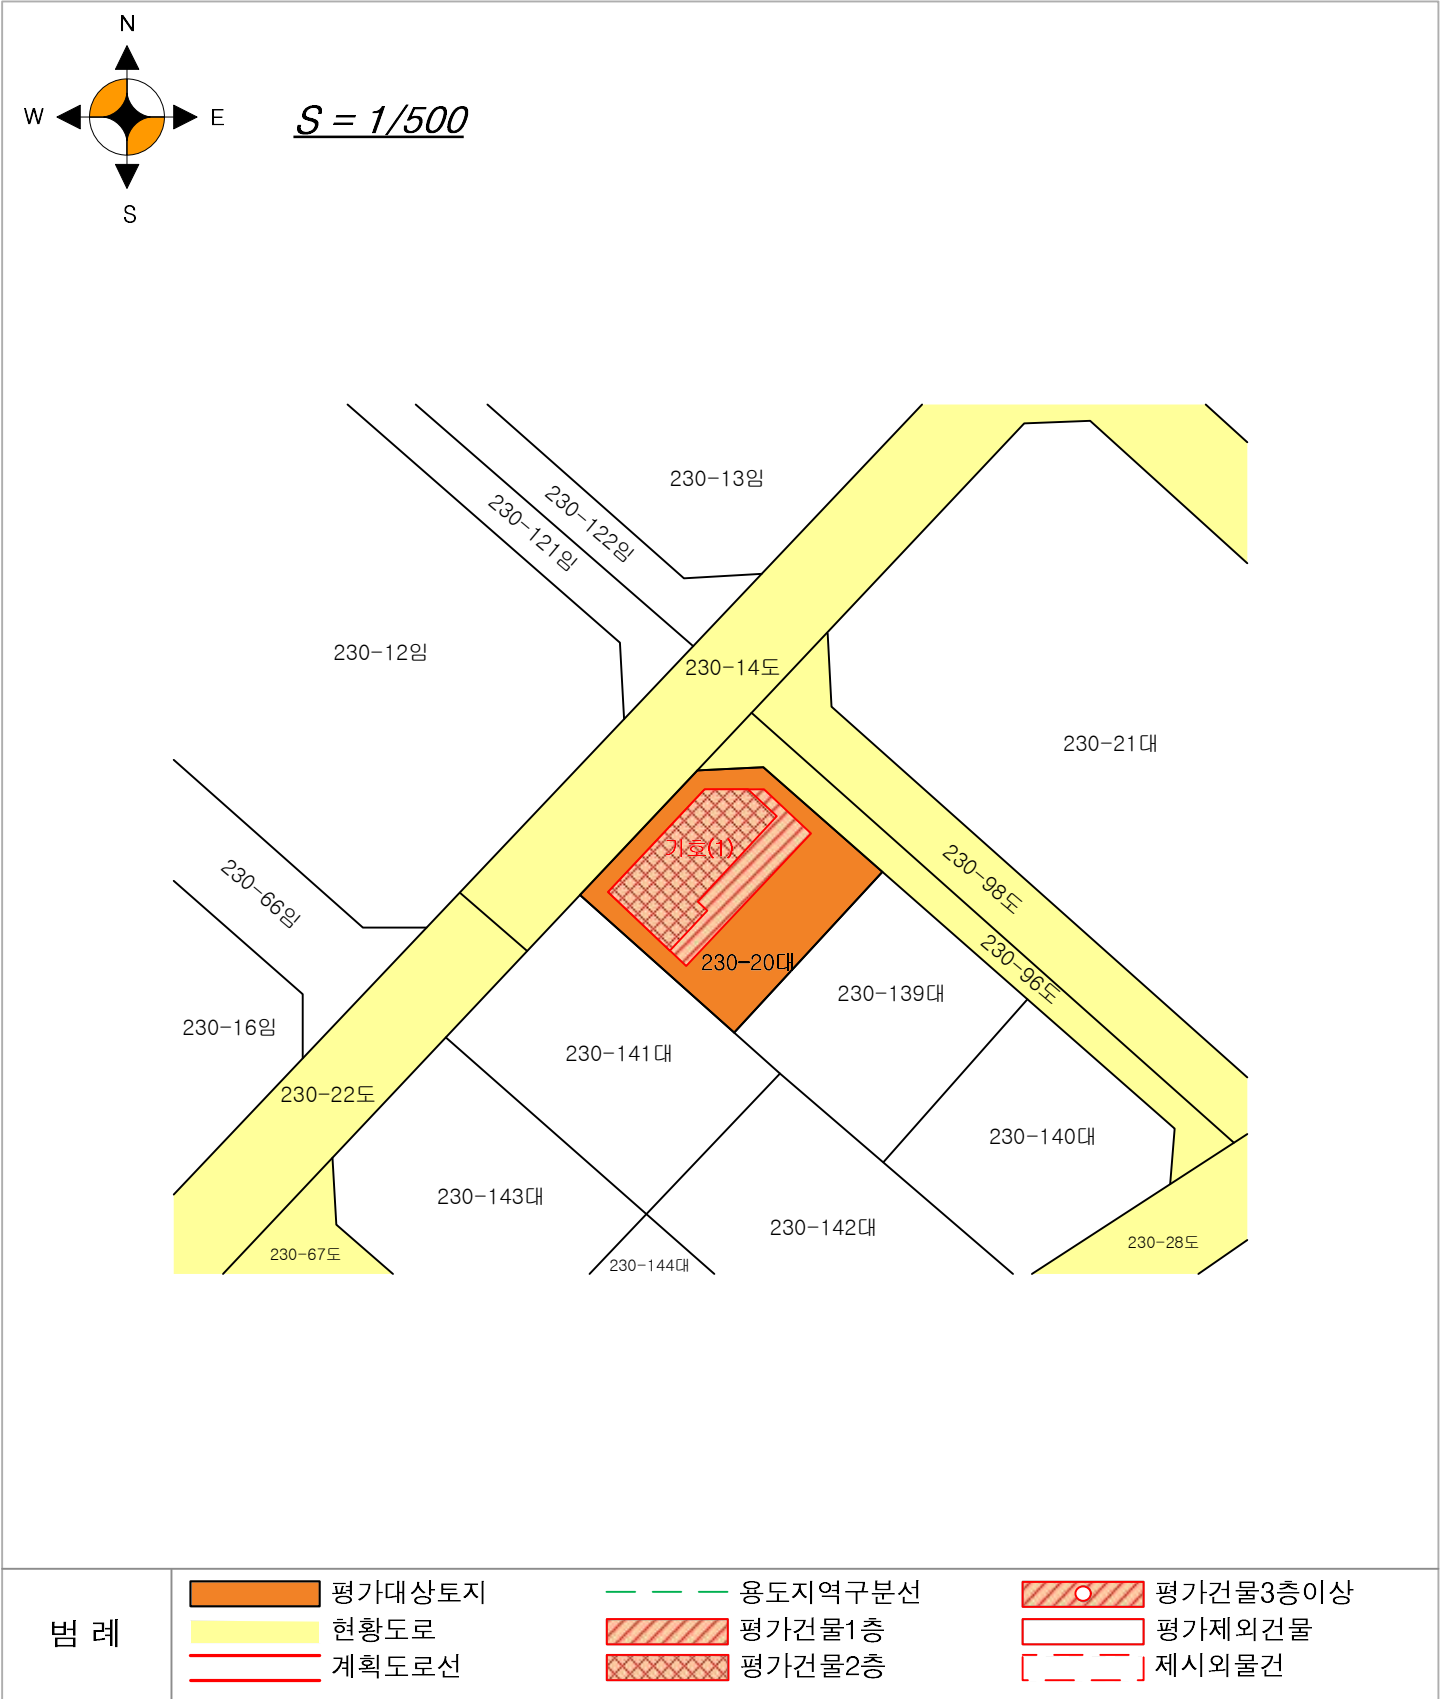 N
W
E
S
S = 1/500
230-13임
230-122임
230-121임
230-12임
230-14도
230-21대
기호(1)
230-98도
230-66임
230-96도
230-20대
230-139대
230-16임
230-141대
230-22도
230-140대
230-143대
230-142대
230-28도
230-67도
230-144대
범 례
평가대상토지
용도지역구분선
평가건물3층이상
현황도로
평가건물1층
평가제외건물
계획도로선
평가건물2층
제시외물건